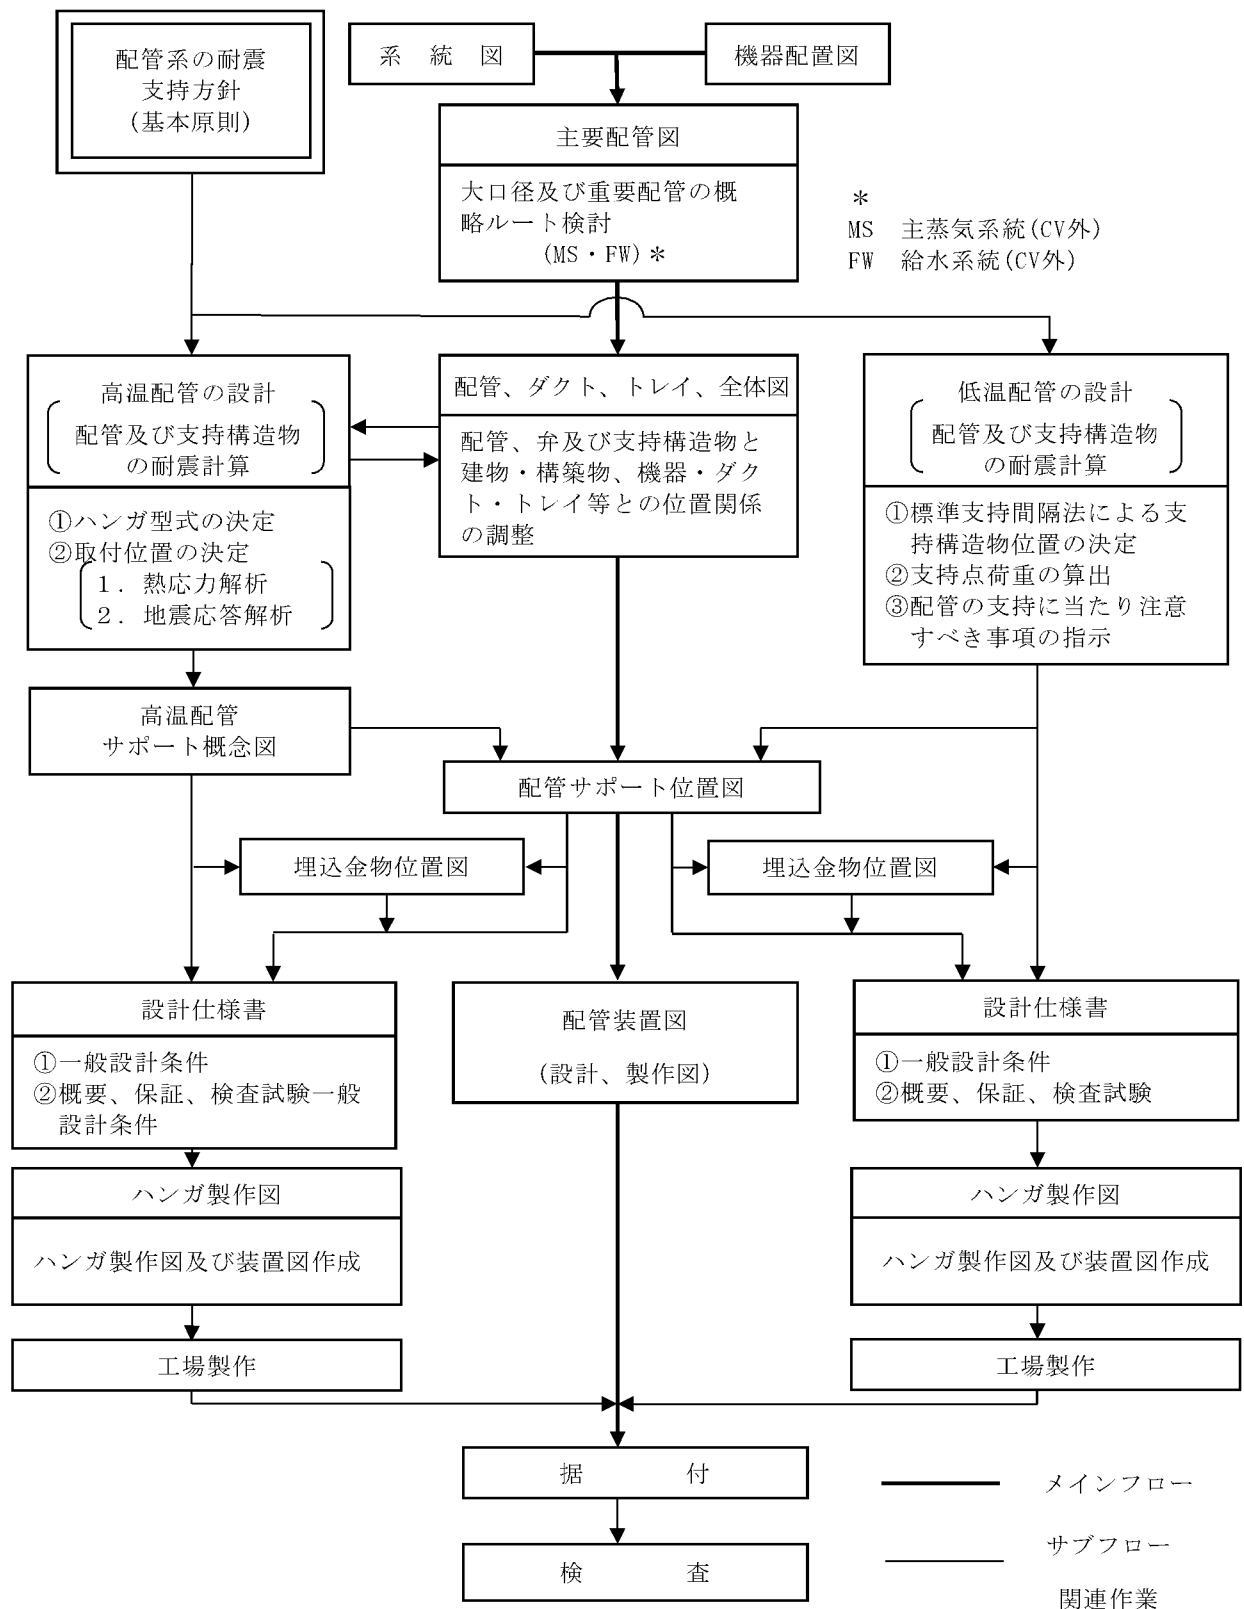 配管系の耐震
支持方針
(基本原則)
系 統 図
機器配置図
主要配管図
大口径及び重要配管の概
略ルート検討
(MS・FW)*
*
MS 主蒸気系統(CV外)
FW 給水系統(CV外)
高温配管の設計
配管及び支持構造物
の耐震計算
①ハンガ型式の決定
②取付位置の決定
1. 熱応力解析
2. 地震応答解析
配管、ダクト、トレイ、全体図
配管、弁及び支持構造物と
建物・構築物、機器・ダク
ト・トレイ等との位置関係
の調整
低温配管の設計
配管及び支持構造物
の耐震計算
①標準支持間隔法による支
持構造物位置の決定
②支持点荷重の算出
③配管の支持に当たり注意
すべき事項の指示
高温配管
サポート概念図
配管サポート位置図
埋込金物位置図
埋込金物位置図
設計仕様書
①一般設計条件
②概要、保証、検査試験一般
設計条件
配管装置図
(設計、製作図)
設計仕様書
①一般設計条件
②概要、保証、検査試験
ハンガ製作図
ハンガ製作図及び装置図作成
ハンガ製作図
ハンガ製作図及び装置図作成
工場製作
工場製作
据 付
検 査
メインフロー
サブフロー
関連作業